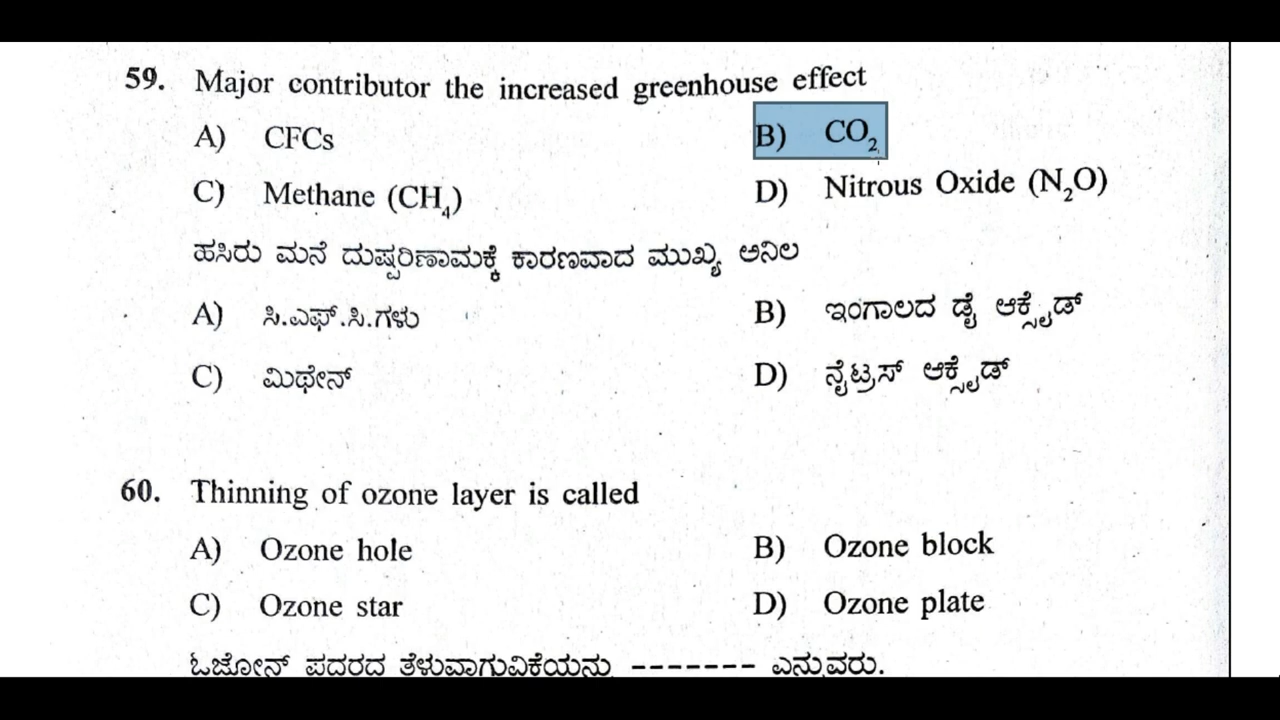 59. Major contributor the increased greenhouse effect
A) CFCs B) CO₂
C) Methane (CH₄) D) Nitrous Oxide (N₂O)
ಹಸಿರು ಮನೆ ದುಷ್ಪರಿಣಾಮಕ್ಕೆ ಕಾರಣವಾದ ಮುಖ್ಯ ಅನಿಲ
A) ಸಿ.ಎಫ್.ಸಿ.ಗಳು B) ಇಂಗಾಲದ ಡೈ ಆಕ್ಸೈಡ್
C) ಮಿಥೇನ್ D) ನೈಟ್ರಸ್ ಆಕ್ಸೈಡ್
60. Thinning of ozone layer is called
A) Ozone hole B) Ozone block
C) Ozone star D) Ozone plate
ಓಜೋನ್ ಪದರದ ತೆಳುವಾಗುವಿಕೆಯನ್ನು ------- ಎನ್ನುವರು.